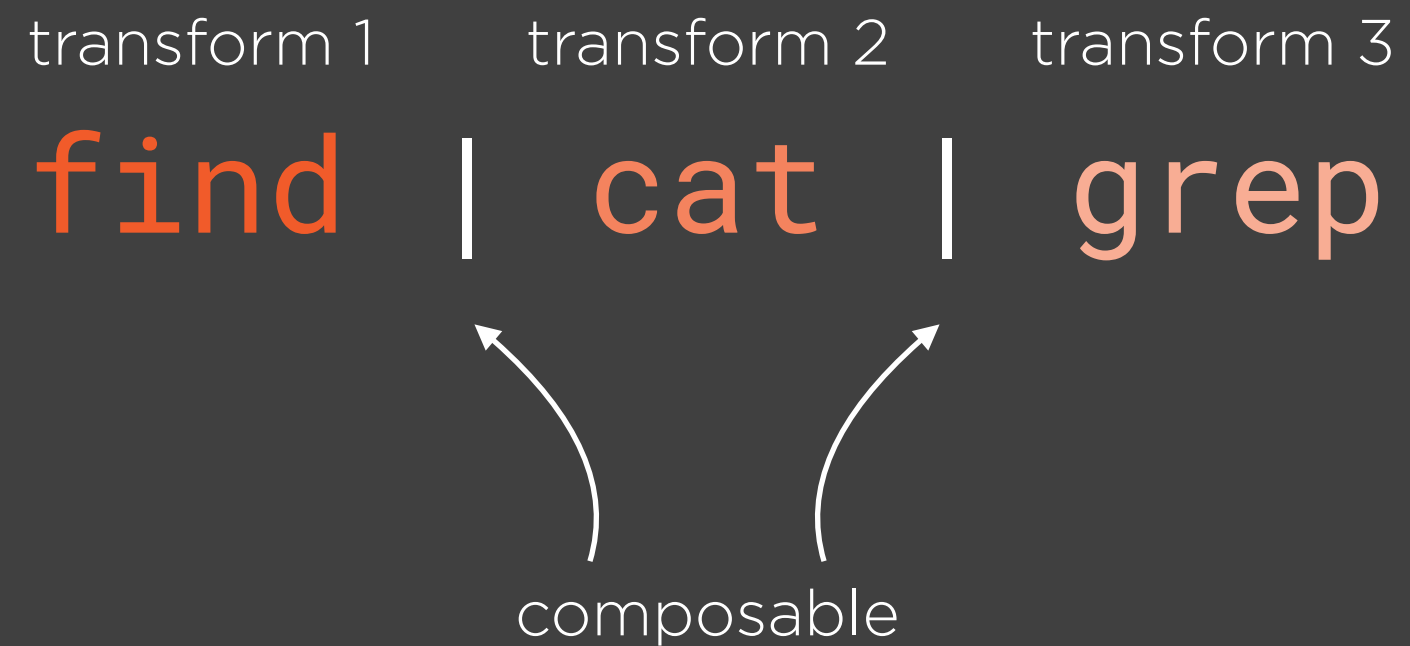 transform 1 transform 2 transform 3
find | cat | grep
composable